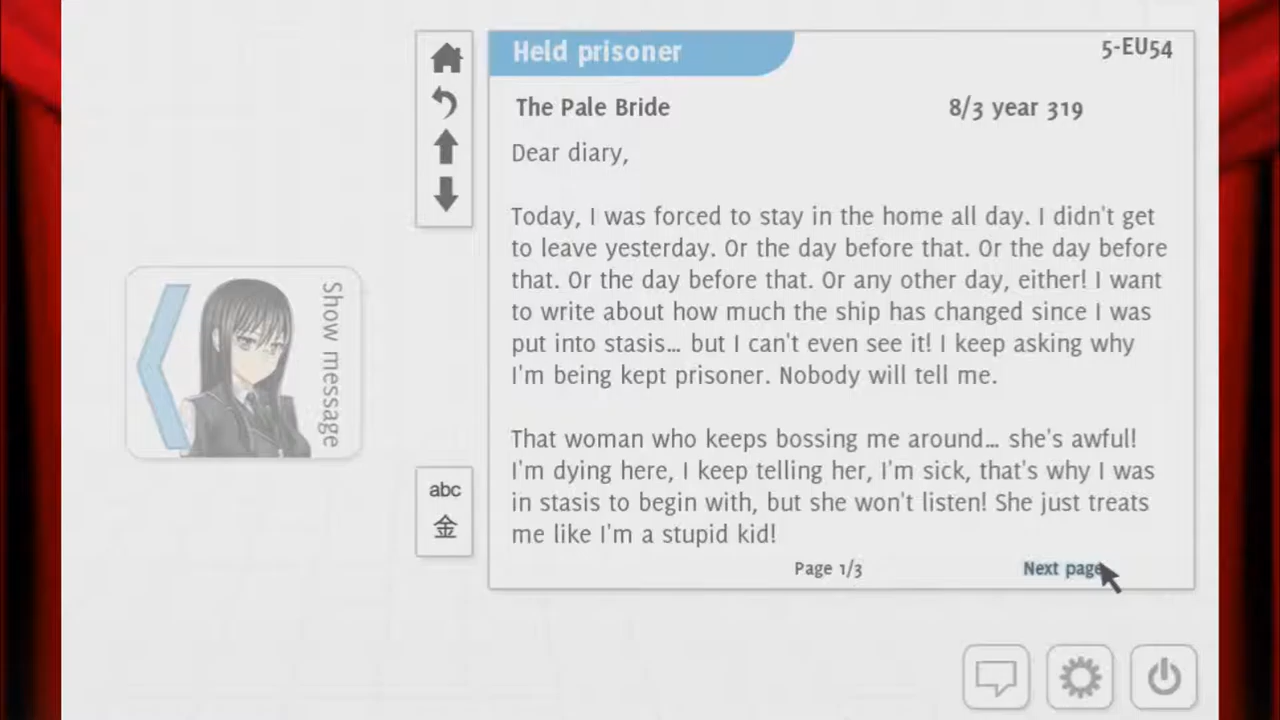 Held prisoner
5-EU54
The Pale Bride
8/3 year 319
Dear diary,
Today, I was forced to stay in the home all day. I didn't get
to leave yesterday. Or the day before that. Or the day before
that. Or the day before that. Or any other day, either! I want
to write about how much the ship has changed since I was
put into stasis... but I can't even see it! I keep asking why
I'm being kept prisoner. Nobody will tell me.
That woman who keeps bossing me around... she's awful!
I'm dying here, I keep telling her, I'm sick, that's why I was
in stasis to begin with, but she won't listen! She just treats
me like I'm a stupid kid!
Page 1/3
Next page
Show message
abc
金